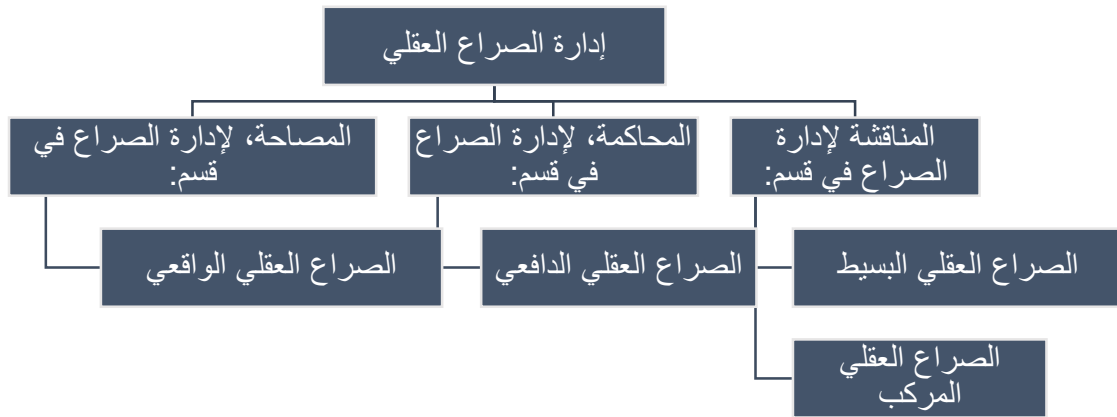 إدارة الصراع العقلي
المناقشة لإدارة
الصراع في قسم:
المحاكمة، لإدارة الصراع
في قسم:
المصاحة، لإدارة الصراع في
قسم:
الصراع العقلي البسيط
الصراع العقلي الدافعي
الصراع العقلي الواقعي
الصراع العقلي
المركب